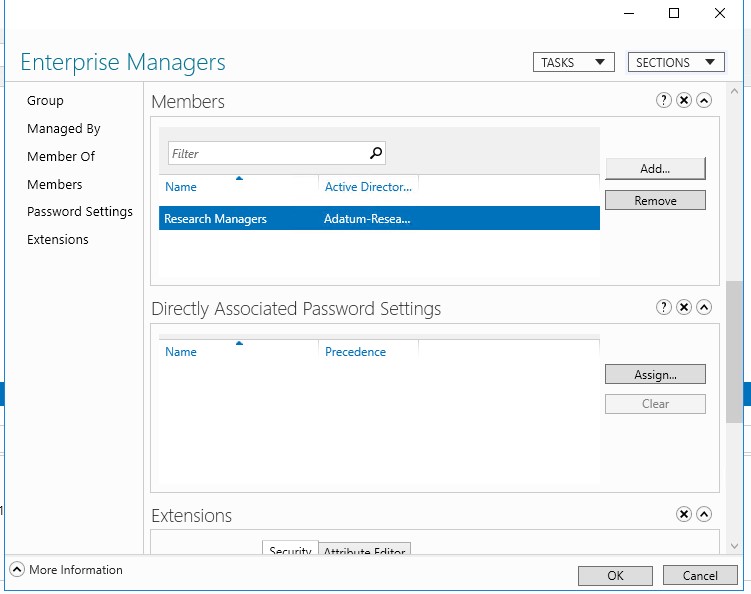 Enterprise Managers
TASKS
SECTIONS
Group
Managed By
Member Of
Members
Password Settings
Extensions
Members
Filter
Name Active Director...
Research Managers Adatum-Resea...
Add...
Remove
Directly Associated Password Settings
Name Precedence
Assign...
Clear
Extensions
Security Attribute Editor
More Information
OK Cancel